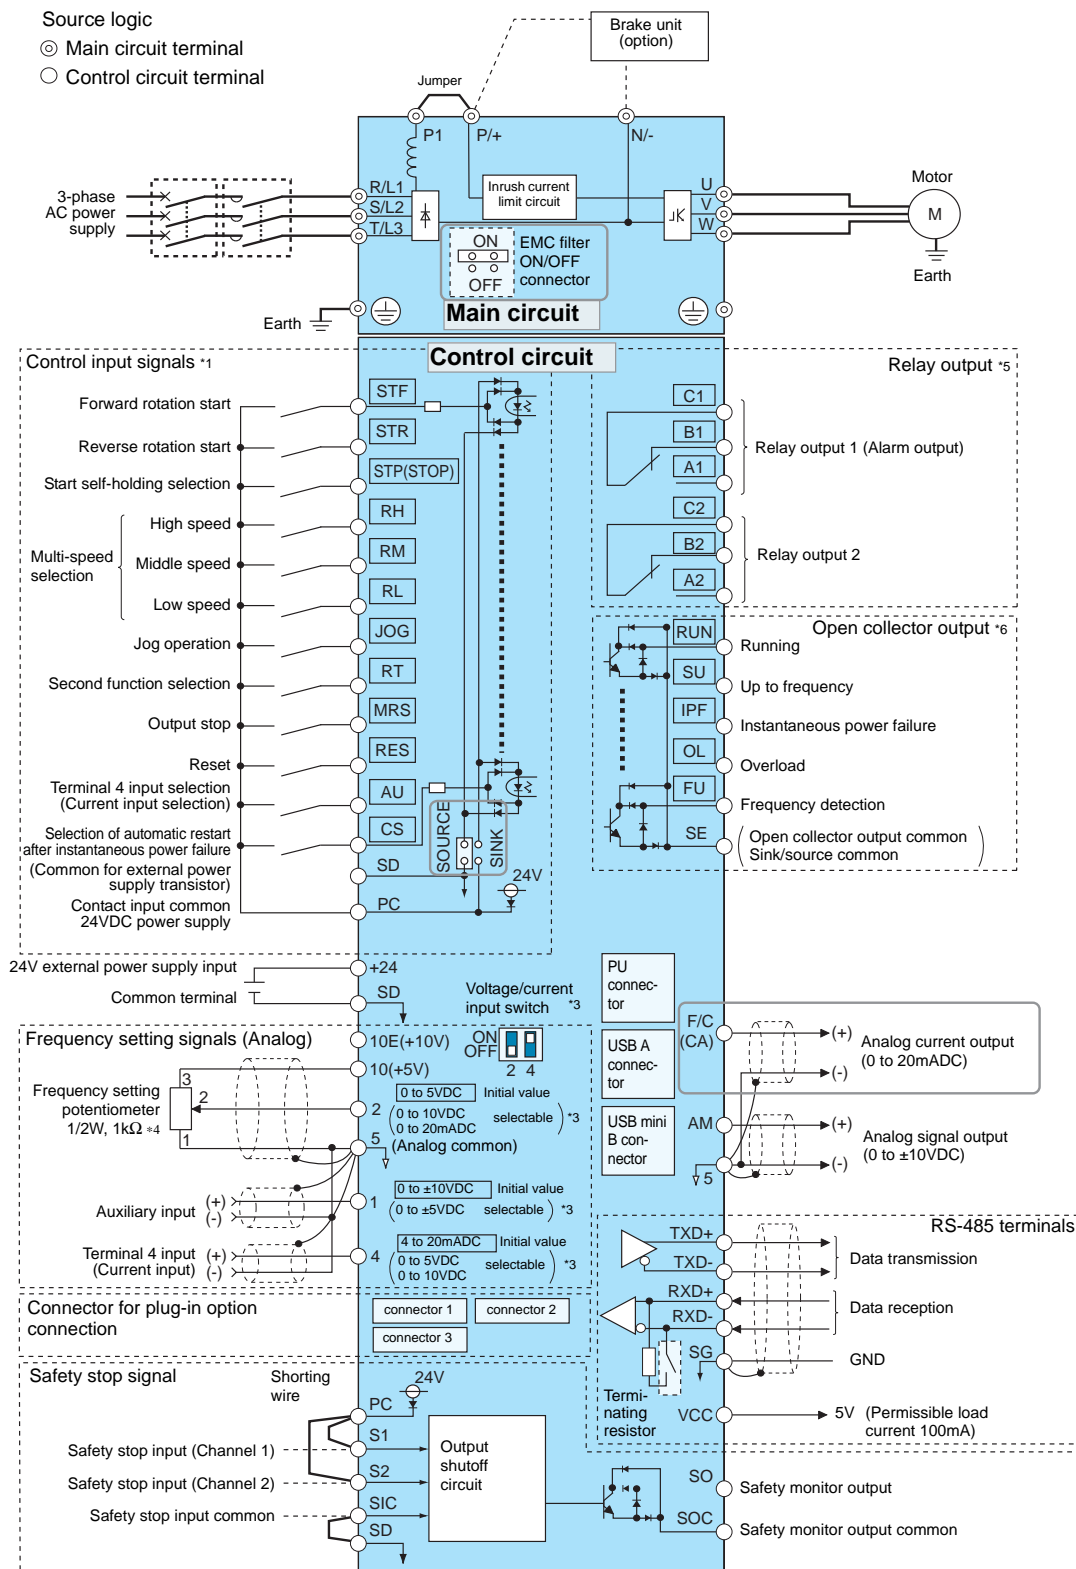 Source logic
Main circuit terminal
Control circuit terminal
Brake unit
(option)
Jumper
P1
P/+
N/-
3-phase
AC power
supply
R/L1
S/L2
T/L3
Inrush current
limit circuit
U
V
W
Motor
M
Earth
ON
OFF
EMC filter
ON/OFF
connector
Main circuit
Earth
Control circuit
Control input signals *1
Forward rotation start
STF
Reverse rotation start
STR
Start self-holding selection
STP(STOP)
Multi-speed
selection
High speed
RH
Middle speed
RM
Low speed
RL
Jog operation
JOG
Second function selection
RT
Output stop
MRS
Reset
RES
Terminal 4 input selection
(Current input selection)
AU
Selection of automatic restart
after instantaneous power failure
CS
SOURCE
SINK
(Common for external power
supply transistor)
SD
24V
Contact input common
24VDC power supply
PC
Relay output *5
C1
B1
A1
Relay output 1 (Alarm output)
C2
B2
A2
Relay output 2
Open collector output *6
RUN
Running
SU
Up to frequency
IPF
Instantaneous power failure
OL
Overload
FU
Frequency detection
SE
(Open collector output common
Sink/source common)
24V external power supply input
+24
Common terminal
SD
Voltage/current
input switch *3
ON
OFF
2 4
Frequency setting signals (Analog)
10E(+10V)
10(+5V)
Frequency setting
potentiometer
1/2W, 1kΩ *4
3
2
1
2
0 to 5VDC Initial value
(0 to 10VDC
0 to 20mADC selectable) *3
5
(Analog common)
Auxiliary input
(+)
(-)
1
0 to ±10VDC Initial value
(0 to ±5VDC selectable) *3
Terminal 4 input
(Current input)
(+)
(-)
4
4 to 20mADC Initial value
(0 to 5VDC
0 to 10VDC selectable) *3
PU
connec-
tor
USB A
connec-
tor
USB mini
B con-
nector
F/C
(CA)
(+)
(-)
Analog current output
(0 to 20mADC)
AM
5
(+)
(-)
Analog signal output
(0 to ±10VDC)
Connector for plug-in option
connection
connector 1
connector 2
connector 3
RS-485 terminals
TXD+
TXD-
Data transmission
RXD+
RXD-
Data reception
SG
GND
Termi-
nating
resistor
VCC
5V (Permissible load
current 100mA)
Safety stop signal
Shorting
wire
24V
PC
Safety stop input (Channel 1)
S1
Safety stop input (Channel 2)
S2
Safety stop input common
SIC
SD
Output
shutoff
circuit
SO
Safety monitor output
SOC
Safety monitor output common